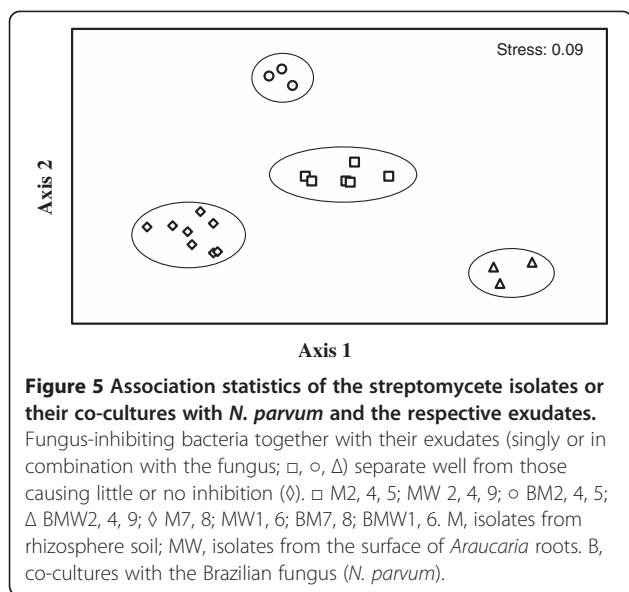 Stress: 0.09
Axis 2
Axis 1
Figure 5 Association statistics of the streptomycete isolates or
their co-cultures with N. parvum and the respective exudates.
Fungus-inhibiting bacteria together with their exudates (singly or in
combination with the fungus; □, ○, Δ) separate well from those
causing little or no inhibition (◊). □ M2, 4, 5; MW 2, 4, 9; ○ BM2, 4, 5;
Δ BMW2, 4, 9; ◊ M7, 8; MW1, 6; BM7, 8; BMW1, 6. M, isolates from
rhizosphere soil; MW, isolates from the surface of Araucaria roots. B,
co-cultures with the Brazilian fungus (N. parvum).